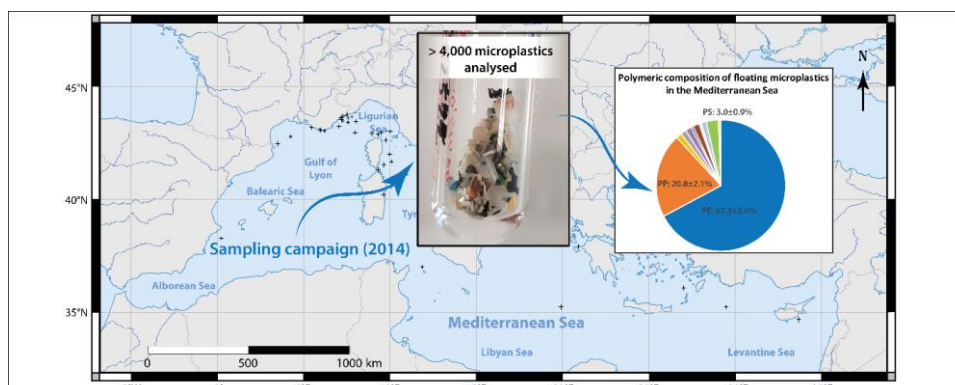 > 4,000 microplastics
analysed
Polymeric composition of floating microplastics
in the Mediterranean Sea
PS: 3.0±0.9%
PP: 20.8±2.1%
N
45°N
Ligurian
Sea
Gulf of
Lyon
Balearic Sea
40°N
Sampling campaign (2014)
Alborean Sea
35°N
Mediterranean Sea
0 500 1000 km
Libyan Sea
Levantine Sea